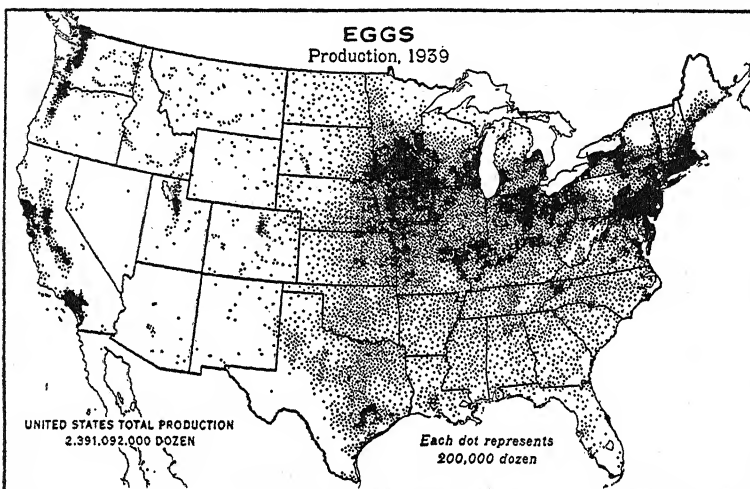 EGGS
Production, 1939
UNITED STATES TOTAL PRODUCTION
2,391,092,000 DOZEN
Each dot represents
200,000 dozen